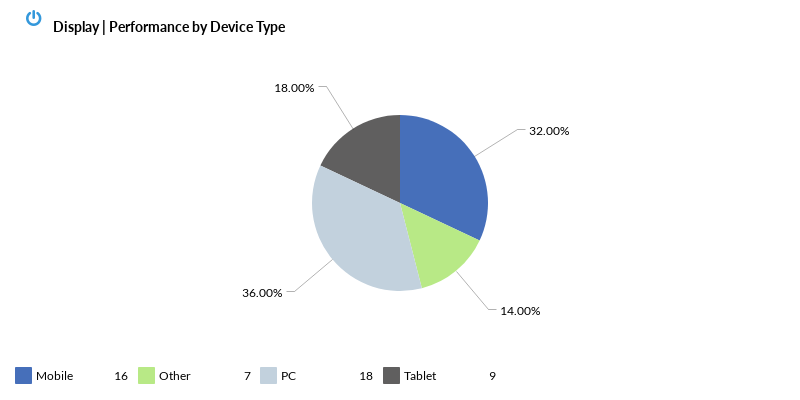 Display | Performance by Device Type
18.00%
32.00%
36.00%
14.00%
Mobile 16 Other 7 PC 18 Tablet 9